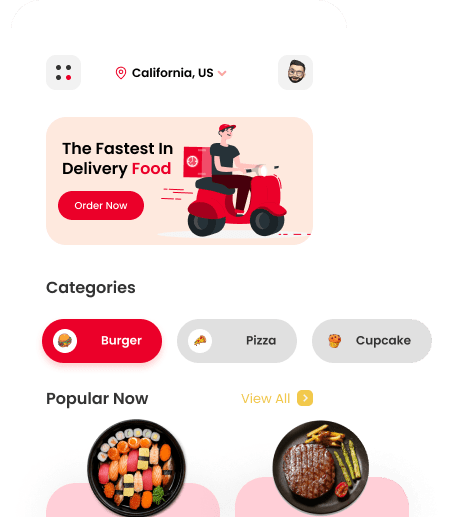 California, US
The Fastest In
Delivery Food
Order Now
Categories
Burger
Pizza
Cupcake
Popular Now
View All